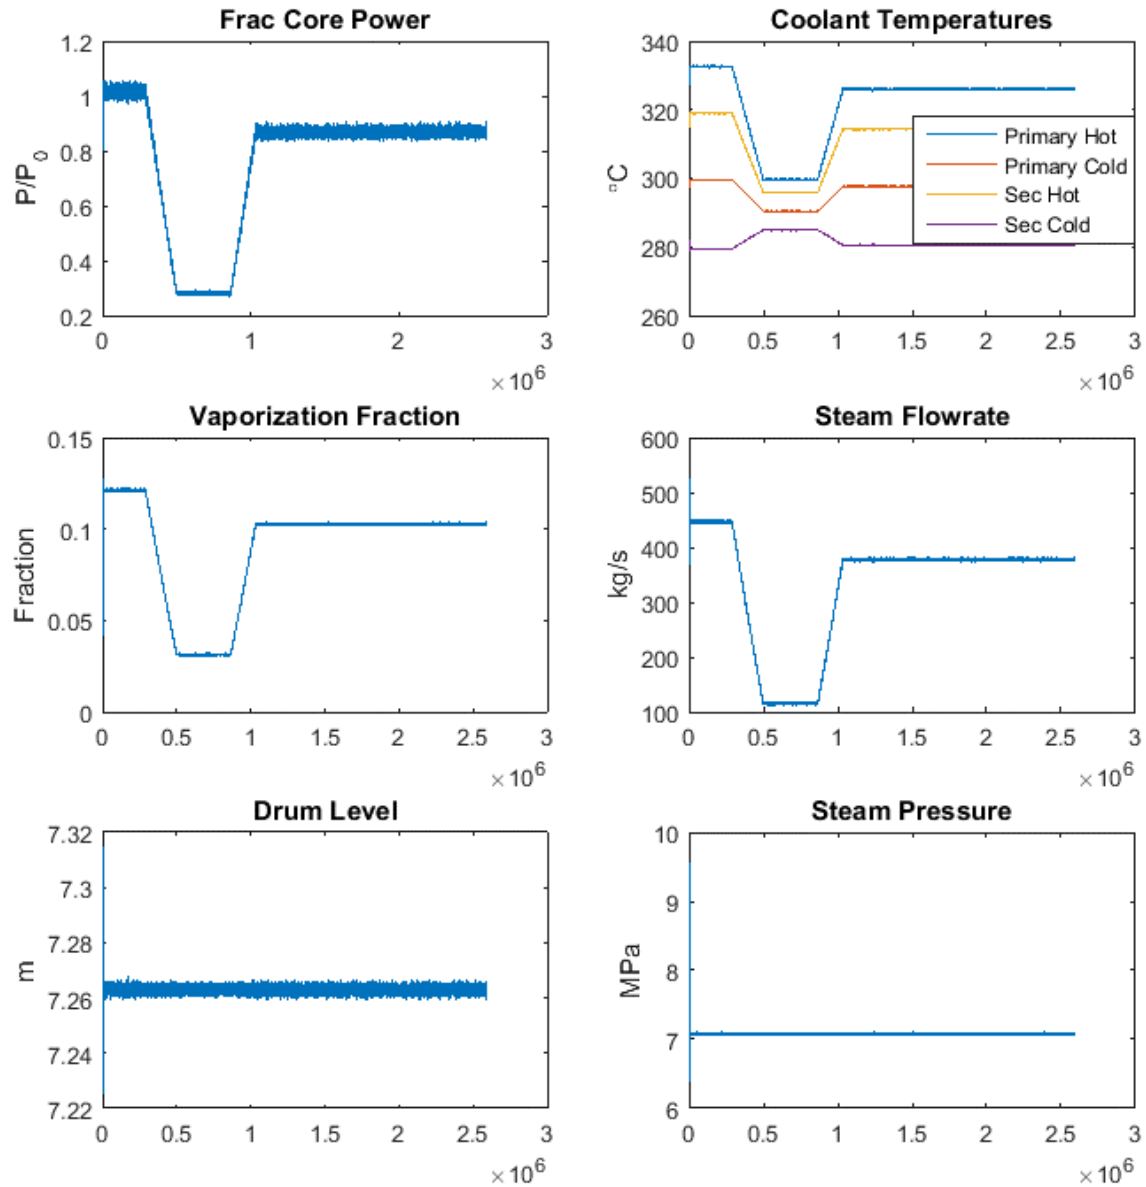 Frac Core Power
1.2
1
0.8
0.6
0.4
0.2
P/P0
0 1 2 3
×10^6
Coolant Temperatures
340
320
300
280
260
°C
Primary Hot
Primary Cold
Sec Hot
Sec Cold
0 0.5 1 1.5 2 2.5 3
×10^6
Vaporization Fraction
0.15
0.1
0.05
0
Fraction
0 0.5 1 1.5 2 2.5 3
×10^6
Steam Flowrate
600
500
400
300
200
100
kg/s
0 0.5 1 1.5 2 2.5 3
×10^6
Drum Level
7.32
7.3
7.28
7.26
7.24
7.22
m
0 0.5 1 1.5 2 2.5 3
×10^6
Steam Pressure
10
9
8
7
6
MPa
0 0.5 1 1.5 2 2.5 3
×10^6